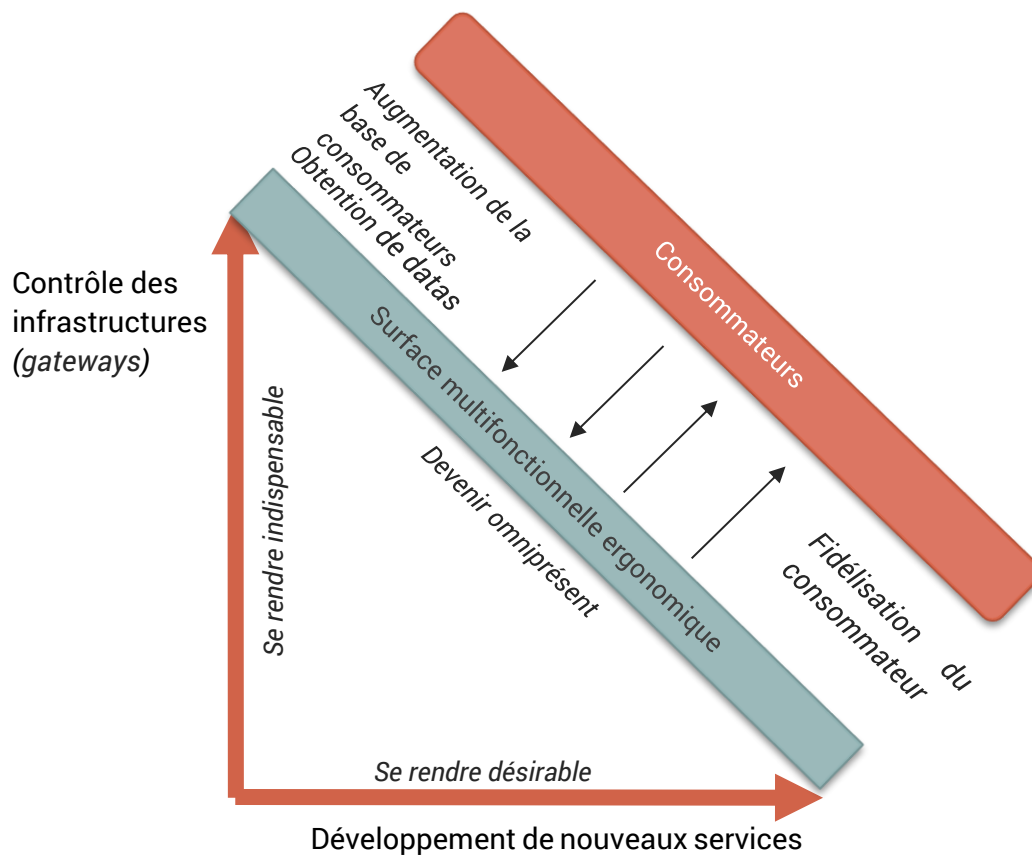 Augmentation de la
base de
consommateurs
Obtention de datas
Consommateurs
Contrôle des
infrastructures
(gateways)
Surface multifonctionnelle ergonomique
Se rendre indispensable
Devenir omniprésent
Fidélisation du
consommateur
Se rendre désirable
Développement de nouveaux services